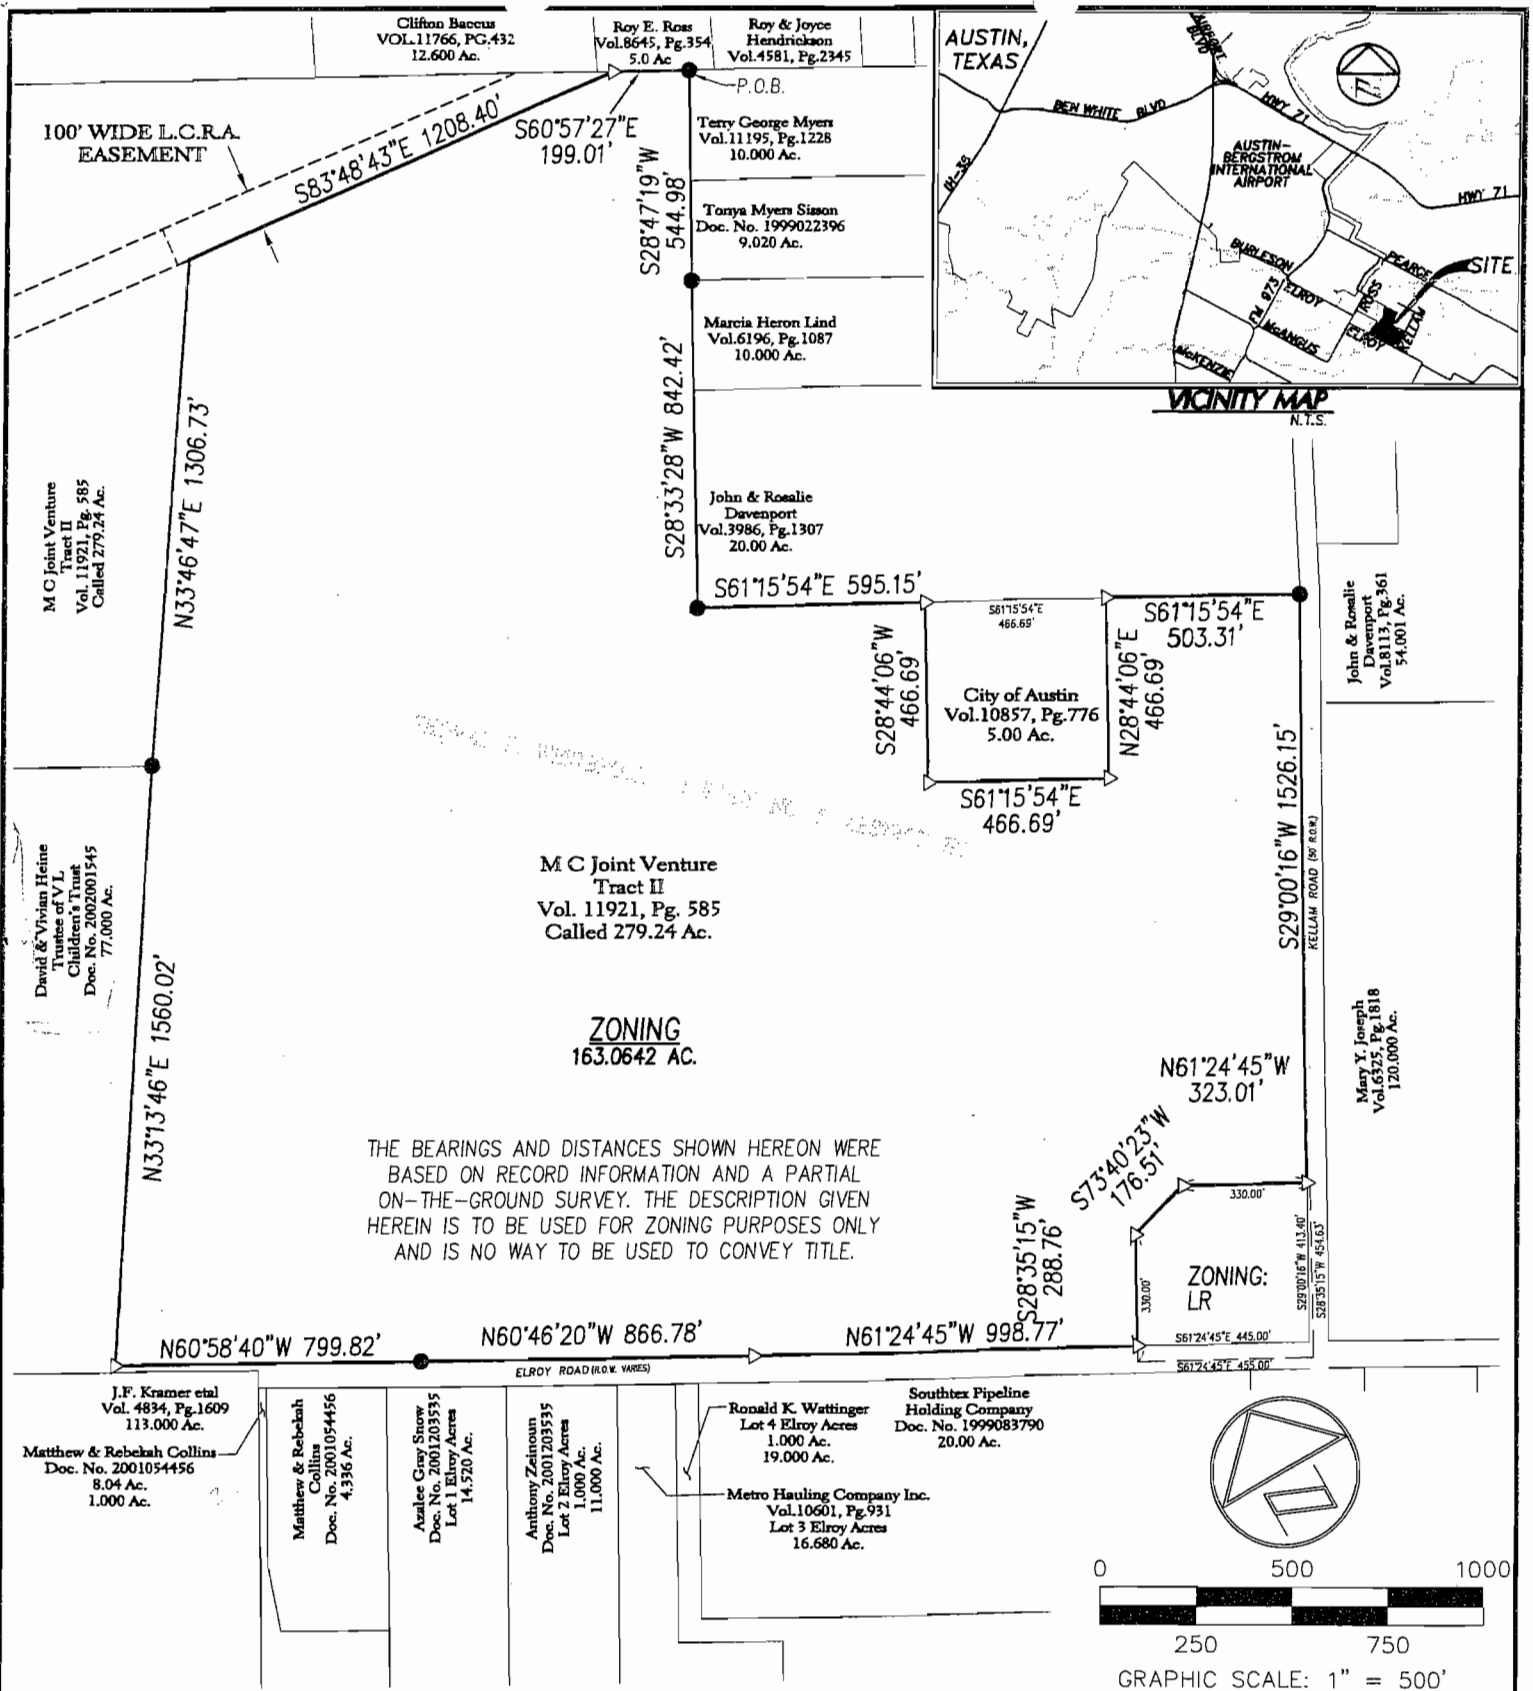 Clifton Baccus
VOL.11766, PG.432
12.600 Ac.
Roy E. Ross
Vol.8645, Pg.354
5.0 Ac
Roy & Joyce
Hendrickson
Vol.4581, Pg.2345
P.O.B.
100' WIDE L.C.R.A.
EASEMENT
S83°48'43"E 1208.40'
S60°57'27"E
199.01'
S28°47'19"W
544.98'
Terry George Myers
Vol.11195, Pg.1228
10.000 Ac.
Tonya Myers Sisson
Doc. No. 1999022396
9.020 Ac.
Marcia Heron Lind
Vol.6196, Pg.1087
10.000 Ac.
S28°33'28"W 842.42'
John & Rosalie
Davenport
Vol.3986, Pg.1307
20.00 Ac.
AUSTIN,
TEXAS
AIRPORT
BLVD
BEN WHITE BLVD
HWY 71
IH-35
AUSTIN-
BERGSTROM
INTERNATIONAL
AIRPORT
HWY 71
BURLESON
PEARCE
SITE
FM 973
ELROY
ROSS
McANGUS
ELROY
KELLAM
McKENZIE
VICINITY MAP
N.T.S.
M C Joint Venture
Tract II
Vol. 11921, Pg. 585
Called 279.24 Ac.
N33°46'47"E 1306.73'
S61°15'54"E 595.15'
S61°15'54"E
466.69'
S61°15'54"E
503.31'
S28°44'06"W
466.69'
City of Austin
Vol.10857, Pg.776
5.00 Ac.
N28°44'06"E
466.69'
S61°15'54"E
466.69'
John & Rosalie
Davenport
Vol.8113, Pg.361
54.001 Ac.
S29°00'16"W 1526.15'
KELLAM ROAD (50' R.O.W.)
David & Vivian Heine
Trustee of V L
Children's Trust
Doc. No. 2002001545
77.000 Ac.
M C Joint Venture
Tract II
Vol. 11921, Pg. 585
Called 279.24 Ac.
ZONING
163.0642 AC.
N33°13'46"E 1560.02'
Mary Y. Joseph
Vol.6325, Pg.1818
120.000 Ac.
THE BEARINGS AND DISTANCES SHOWN HEREON WERE
BASED ON RECORD INFORMATION AND A PARTIAL
ON-THE-GROUND SURVEY. THE DESCRIPTION GIVEN
HEREIN IS TO BE USED FOR ZONING PURPOSES ONLY
AND IS NO WAY TO BE USED TO CONVEY TITLE.
N61°24'45"W
323.01'
S73°40'23"W
176.51'
330.00'
S28°35'15"W
288.76'
330.00'
ZONING:
LR
S29°00'16"W 413.40'
S28°35'15"W 454.63'
S61°24'45"E 445.00'
S61°24'45"E 455.00'
N60°58'40"W 799.82'
N60°46'20"W 866.78'
N61°24'45"W 998.77'
ELROY ROAD (R.O.W. VARIES)
J.F. Kramer etal
Vol. 4834, Pg.1609
113.000 Ac.
Matthew & Rebekah Collins
Doc. No. 2001054456
8.04 Ac.
1.000 Ac.
Matthew & Rebekah
Collins
Doc. No. 2001054456
4.336 Ac.
Azalee Gray Snow
Doc. No. 2001203535
Lot 1 Elroy Acres
14.520 Ac.
Anthony Zeinoun
Doc. No. 2001203535
Lot 2 Elroy Acres
1.000 Ac.
11.000 Ac.
Ronald K. Wattinger
Lot 4 Elroy Acres
1.000 Ac.
19.000 Ac.
Metro Hauling Company Inc.
Vol.10601, Pg.931
Lot 3 Elroy Acres
16.680 Ac.
Southtex Pipeline
Holding Company
Doc. No. 1999083790
20.00 Ac.
0 500 1000
250 750
GRAPHIC SCALE: 1" = 500'